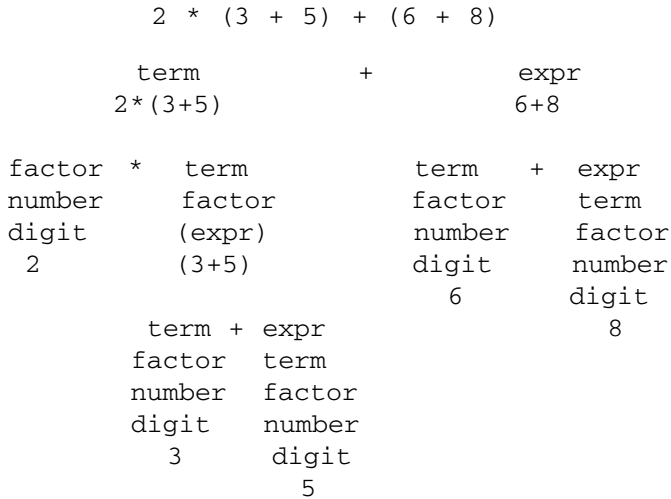 2 * (3 + 5) + (6 + 8)
term + expr
2*(3+5) 6+8
factor * term term + expr
number factor factor term
digit (expr) number factor
2 (3+5) digit number
6 digit
term + expr 8
factor term
number factor
digit number
3 digit
5